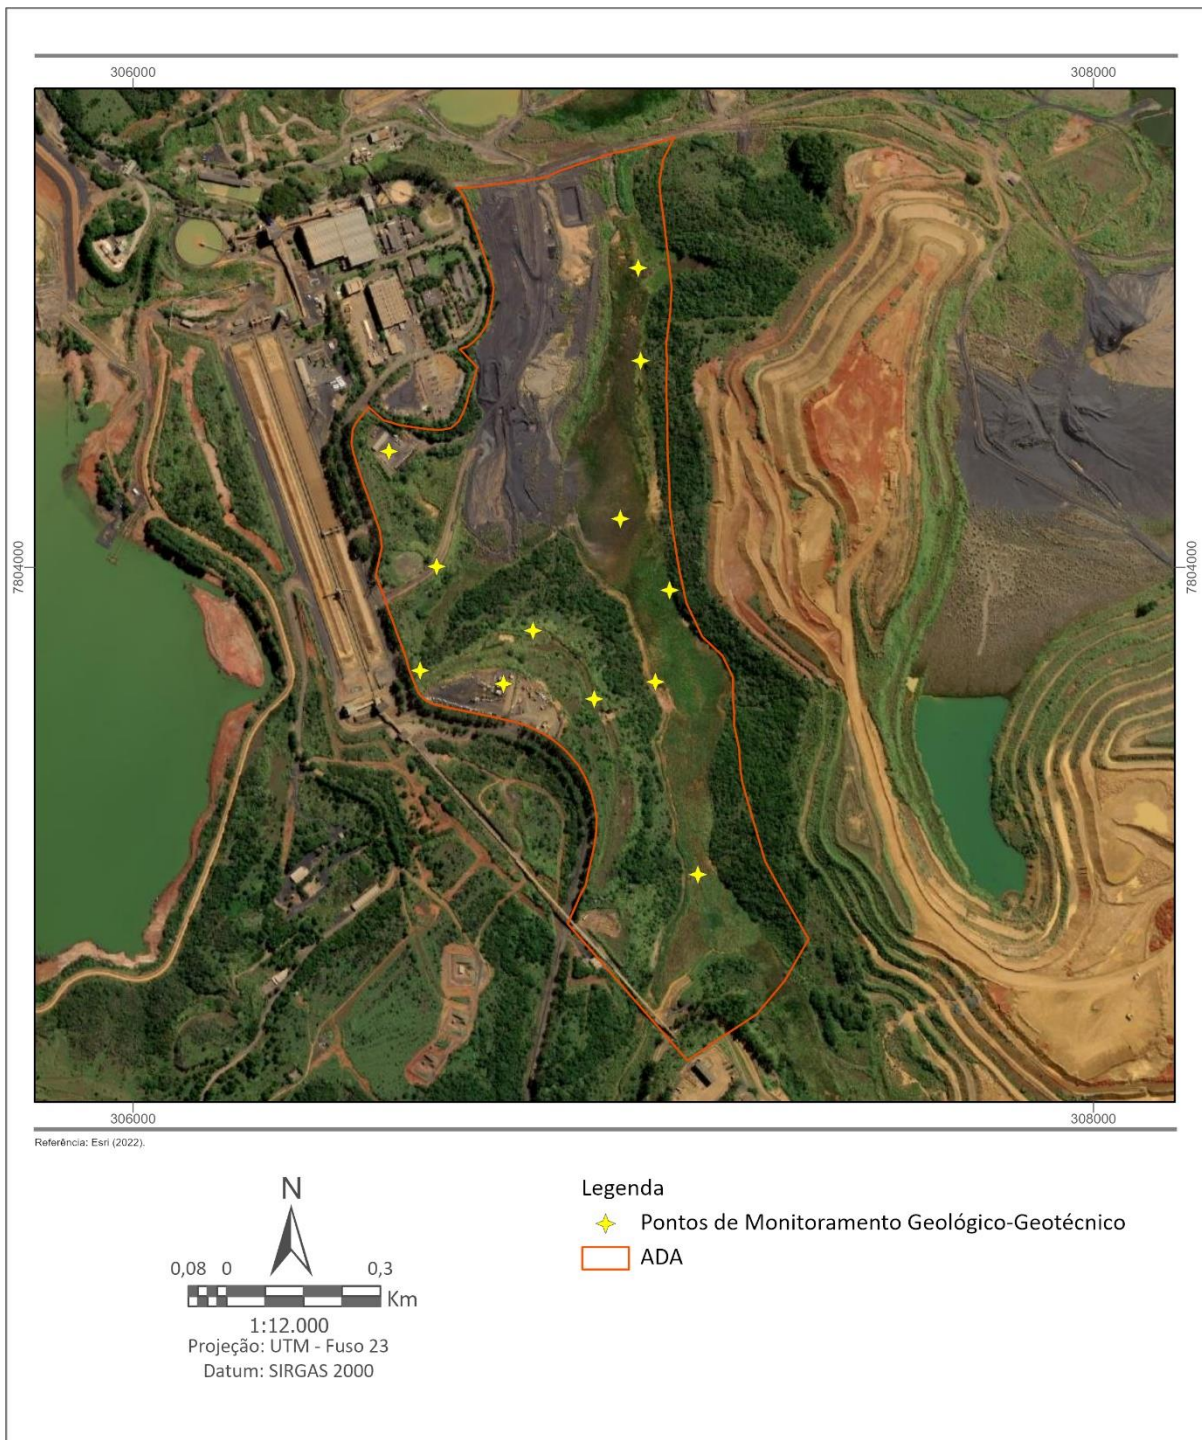 306000 308000
7804000 7804000
306000 308000
Referência: Esri (2022).
N
0,08 0 0,3
Km
1:12.000
Projeção: UTM - Fuso 23
Datum: SIRGAS 2000
Legenda
Pontos de Monitoramento Geológico-Geotécnico
ADA